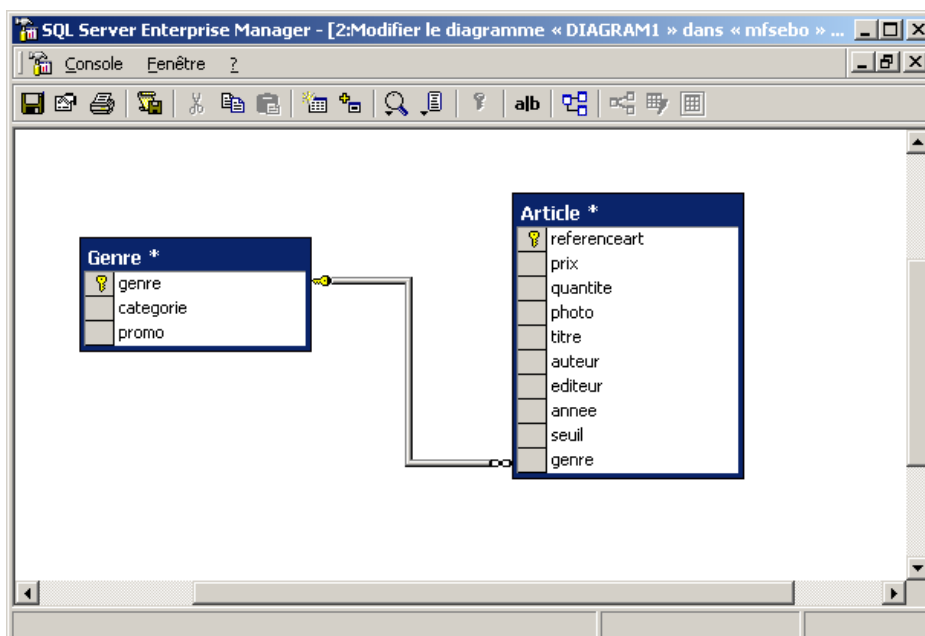 SQL Server Enterprise Manager - [2:Modifier le diagramme « DIAGRAM1 » dans « mfsebo » ...
Console Fenêtre ?
a|b
Genre *
genre
categorie
promo
Article *
referenceart
prix
quantite
photo
titre
auteur
editeur
annee
seuil
genre